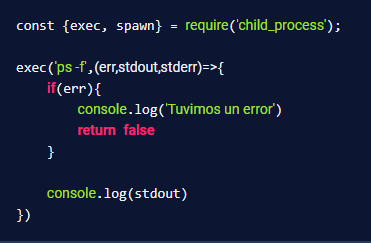 const {exec, spawn} = require('child_process');
exec('ps -f',(err,stdout,stderr)=>{
if(err){
console.log('Tuvimos un error')
return false
}
console.log(stdout)
})